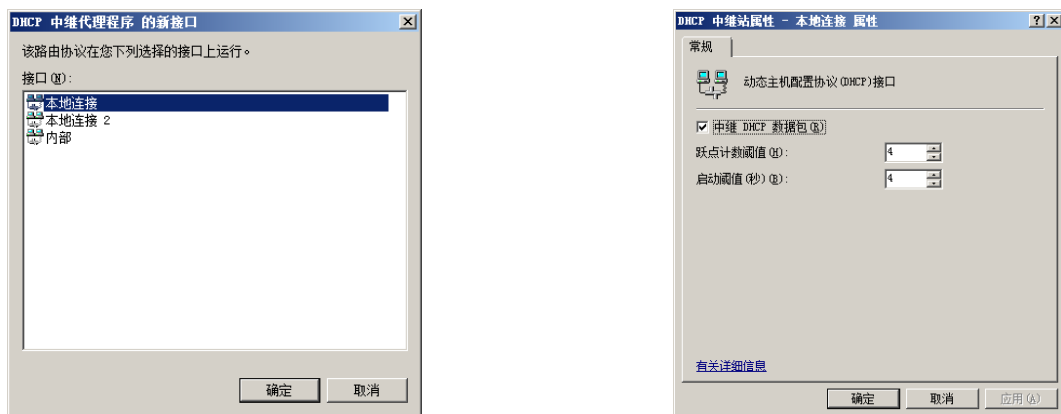 DHCP 中继代理程序 的新接口
该路由协议在您下列选择的接口上运行。
接口(N):
本地连接
本地连接 2
内部
确定
取消
DHCP 中继站属性 - 本地连接 属性
常规
动态主机配置协议(DHCP)接口
中继 DHCP 数据包(R)
跃点计数阈值(H):
4
启动阈值(秒)(B):
4
有关详细信息
确定
取消
应用(A)